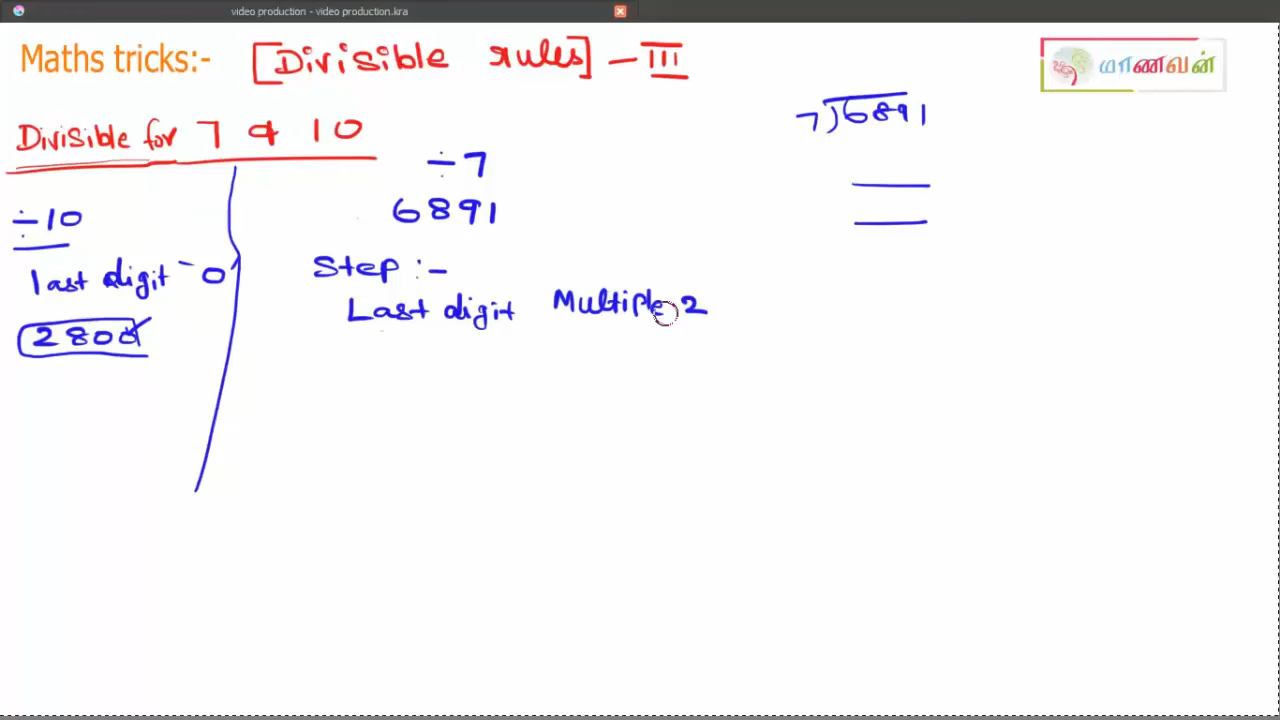 video production - video production.kra
Maths tricks:- [Divisible rules] - III
மாணவன்
Divisible for 7 & 10
7)6891
÷10
last digit - 0
2800
÷7
6891
Step :-
Last digit Multiple 2